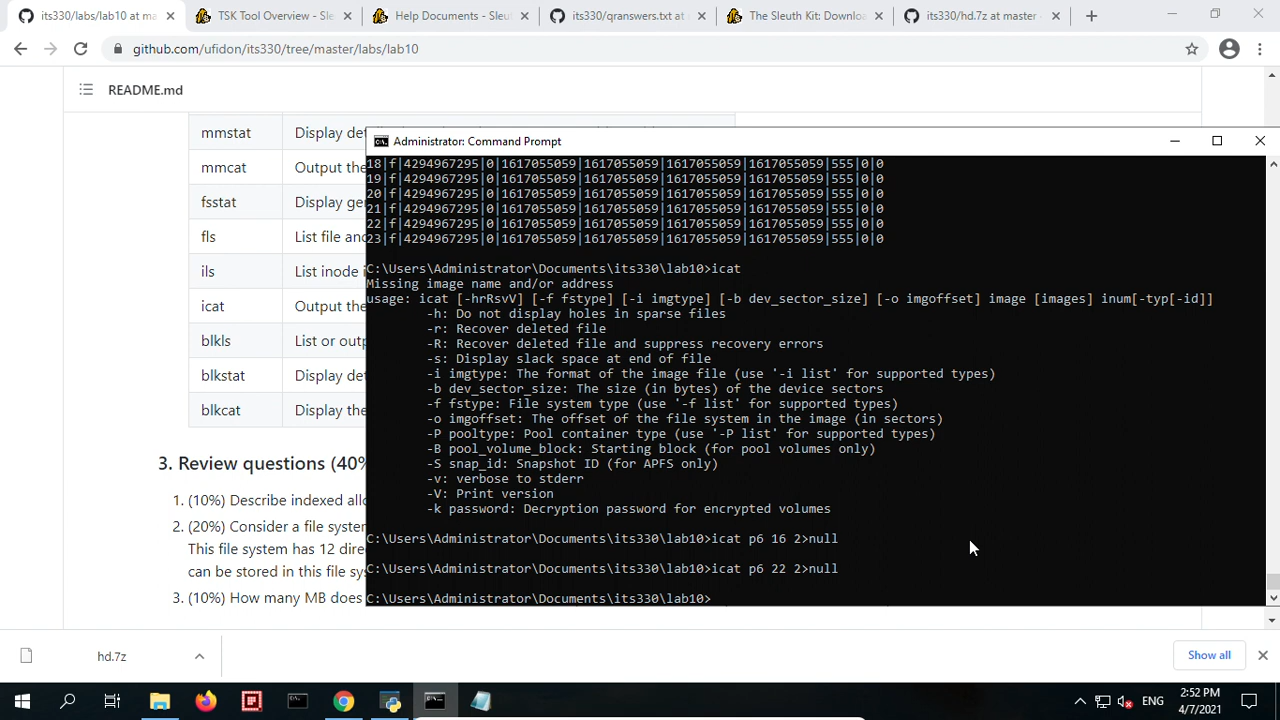 its330/labs/lab10 at ma
TSK Tool Overview - Sle
Help Documents - Sleuth
its330/qranswers.txt at
The Sleuth Kit: Downloa
its330/hd.7z at master
github.com/ufidon/its330/tree/master/labs/lab10
README.md
mmstat Display det
mmcat Output the
fsstat Display ge
fls List file an
ils List inode i
icat Output the
blkls List or outp
blkstat Display det
blkcat Display the
3. Review questions (40%
1. (10%) Describe indexed allo
2. (20%) Consider a file system
This file system has 12 dire
can be stored in this file sy
3. (10%) How many MB does
Administrator: Command Prompt
18|f|4294967295|0|1617055059|1617055059|1617055059|1617055059|555|0|0
19|f|4294967295|0|1617055059|1617055059|1617055059|1617055059|555|0|0
20|f|4294967295|0|1617055059|1617055059|1617055059|1617055059|555|0|0
21|f|4294967295|0|1617055059|1617055059|1617055059|1617055059|555|0|0
22|f|4294967295|0|1617055059|1617055059|1617055059|1617055059|555|0|0
23|f|4294967295|0|1617055059|1617055059|1617055059|1617055059|555|0|0
C:\Users\Administrator\Documents\its330\lab10>icat
Missing image name and/or address
usage: icat [-hrRsvV] [-f fstype] [-i imgtype] [-b dev_sector_size] [-o imgoffset] image [images] inum[-typ[-id]]
-h: Do not display holes in sparse files
-r: Recover deleted file
-R: Recover deleted file and suppress recovery errors
-s: Display slack space at end of file
-i imgtype: The format of the image file (use '-i list' for supported types)
-b dev_sector_size: The size (in bytes) of the device sectors
-f fstype: File system type (use '-f list' for supported types)
-o imgoffset: The offset of the file system in the image (in sectors)
-P pooltype: Pool container type (use '-P list' for supported types)
-B pool_volume_block: Starting block (for pool volumes only)
-S snap_id: Snapshot ID (for APFS only)
-v: verbose to stderr
-V: Print version
-k password: Decryption password for encrypted volumes
C:\Users\Administrator\Documents\its330\lab10>icat p6 16 2>null
C:\Users\Administrator\Documents\its330\lab10>icat p6 22 2>null
C:\Users\Administrator\Documents\its330\lab10>
hd.7z
Show all
ENG
2:52 PM
4/7/2021